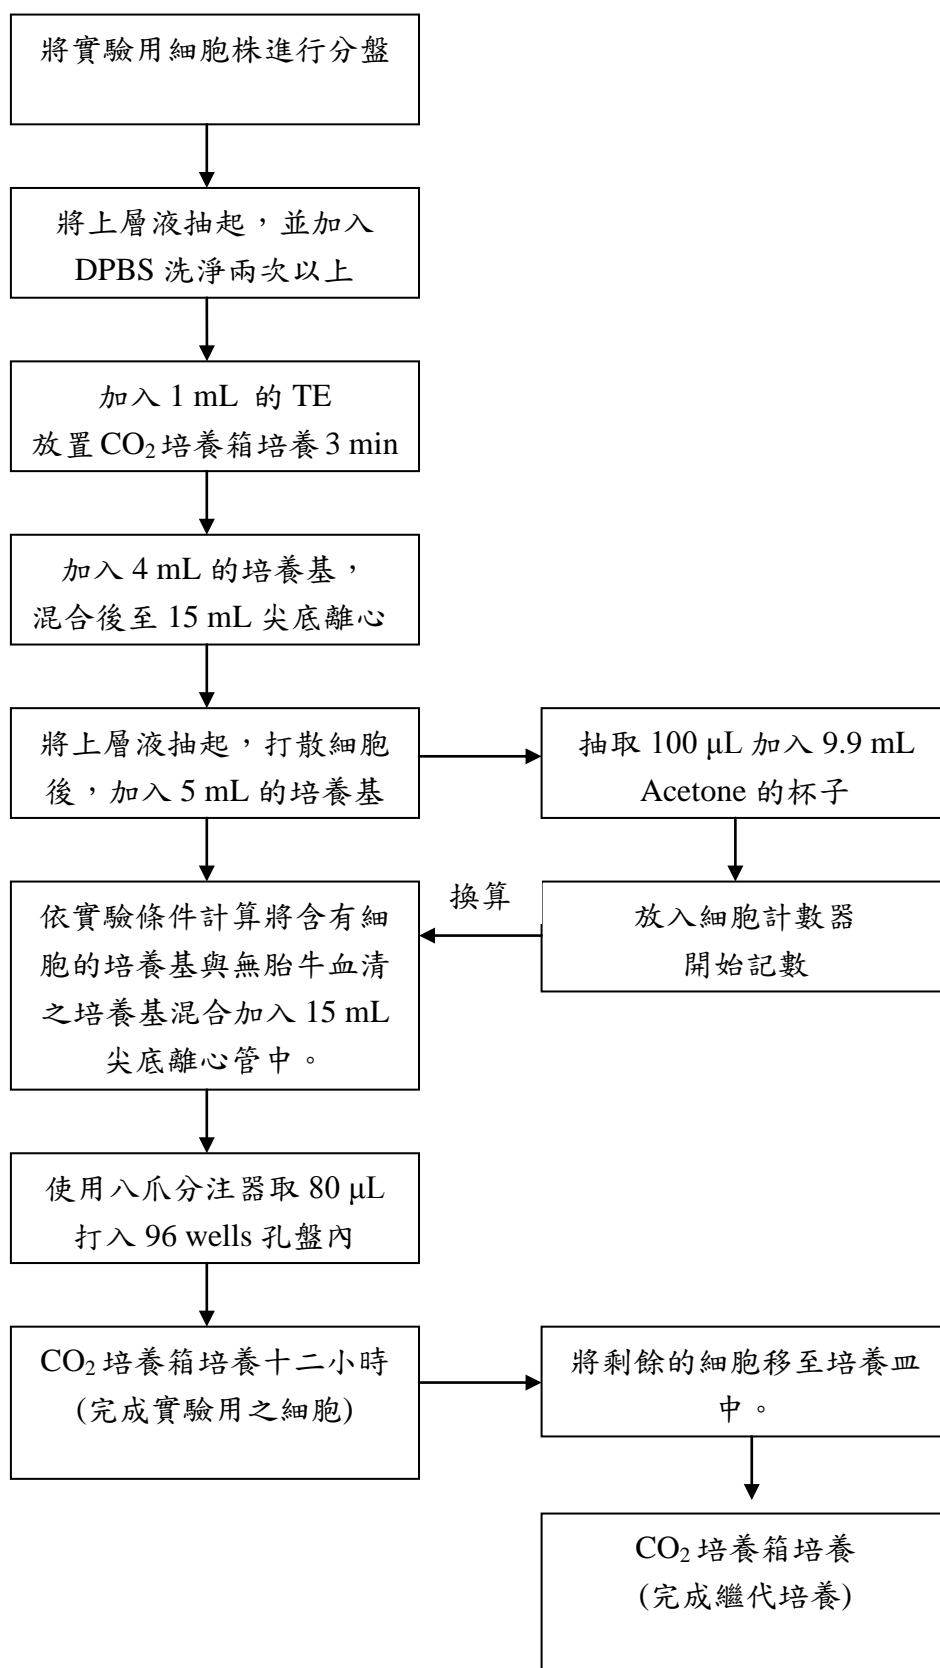 將實驗用細胞株進行分盤
將上層液抽起，並加入
DPBS 洗淨兩次以上
加入 1 mL 的 TE
放置 CO₂ 培養箱培養 3 min
加入 4 mL 的培養基，
混合後至 15 mL 尖底離心
將上層液抽起，打散細胞
後，加入 5 mL 的培養基
抽取 100 μL 加入 9.9 mL
Acetone 的杯子
換算
放入細胞計數器
開始記數
依實驗條件計算將含有細
胞的培養基與無胎牛血清
之培養基混合加入 15 mL
尖底離心管中。
使用八爪分注器取 80 μL
打入 96 wells 孔盤內
CO₂ 培養箱培養十二小時
(完成實驗用之細胞)
將剩餘的細胞移至培養皿
中。
CO₂ 培養箱培養
(完成繼代培養)